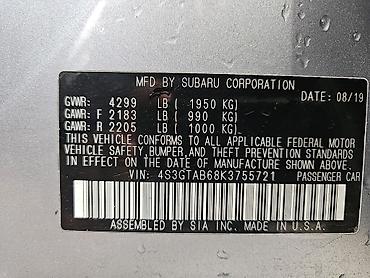 MFD BY SUBARU CORPORATION
DATE: 08/19
GVWR: 4299 LB ( 1950 KG)
GAWR: F 2183 LB ( 990 KG)
GAWR: R 2205 LB ( 1000 KG)
THIS VEHICLE CONFORMS TO ALL APPLICABLE FEDERAL MOTOR
VEHICLE SAFETY, BUMPER, AND THEFT PREVENTION STANDARDS
IN EFFECT ON THE DATE OF MANUFACTURE SHOWN ABOVE.
VIN: 4S3GTAB68K3755721 PASSENGER CAR
ASSEMBLED BY SIA INC. MADE IN U.S.A.